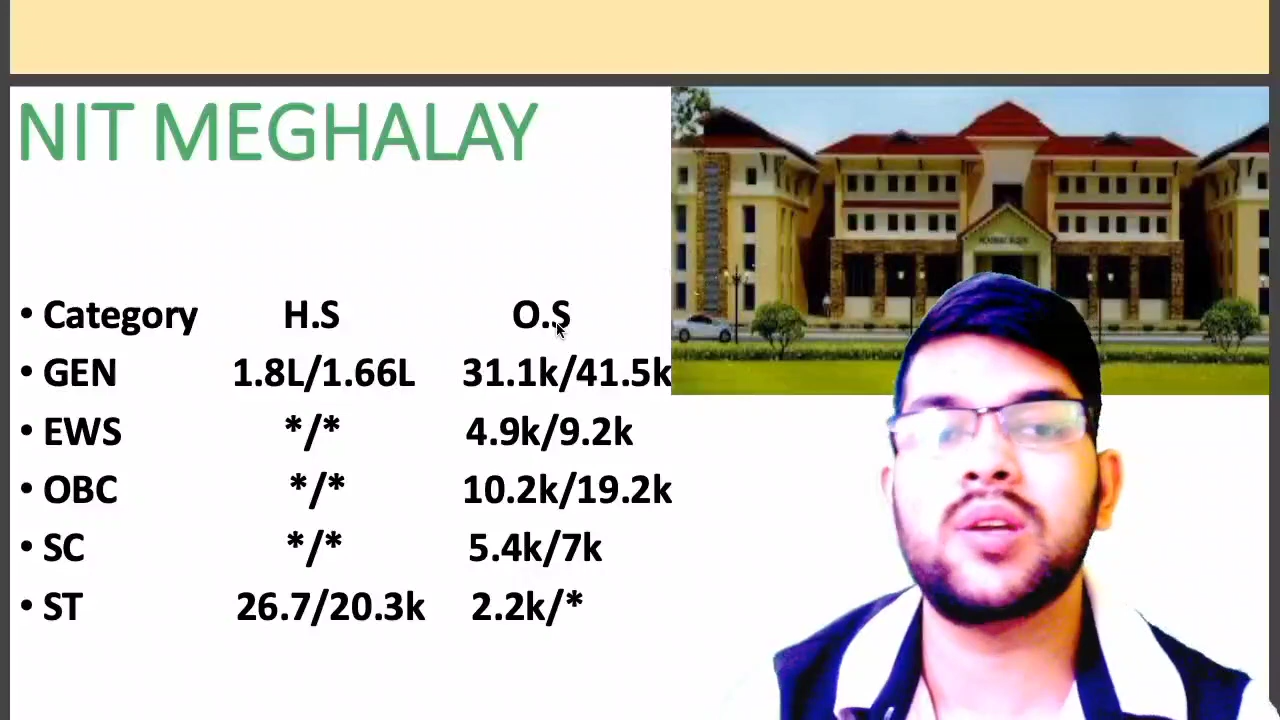 NIT MEGHALAY
• Category H.S O.S
• GEN 1.8L/1.66L 31.1k/41.5k
• EWS */* 4.9k/9.2k
• OBC */* 10.2k/19.2k
• SC */* 5.4k/7k
• ST 26.7/20.3k 2.2k/*